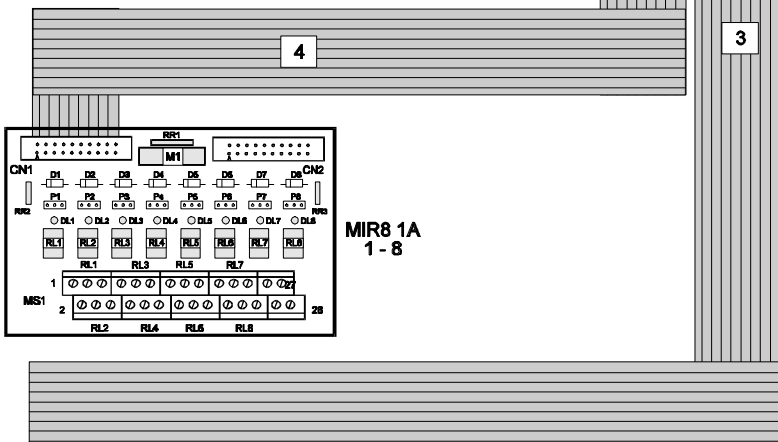 4
3
RR1
M1
CN1
CN2
D1 D2 D3 D4 D5 D6 D7 D8
RR2
P1 P2 P3 P4 P5 P6 P7 P8
RR3
DL1 DL2 DL3 DL4 DL5 DL6 DL7 DL8
RL1 RL2 RL3 RL4 RL5 RL6 RL7 RL8
MIR8 1A
1 - 8
RL1 RL3 RL5 RL7
1
27
MS1
2
28
RL2 RL4 RL6 RL8
A
A